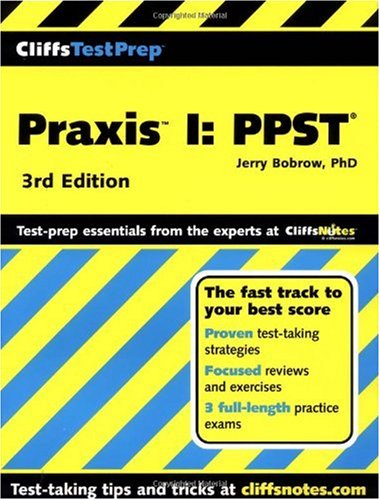 CliffsTestPrep™
Praxis™ I: PPST®
Jerry Bobrow, PhD
3rd Edition
Test-prep essentials from the experts at CliffsNotes™
@ cliffsnotes.com
The fast track to
your best score
Proven test-taking
strategies
Focused reviews
and exercises
3 full-length practice
exams
Test-taking tips and tricks at cliffsnotes.com